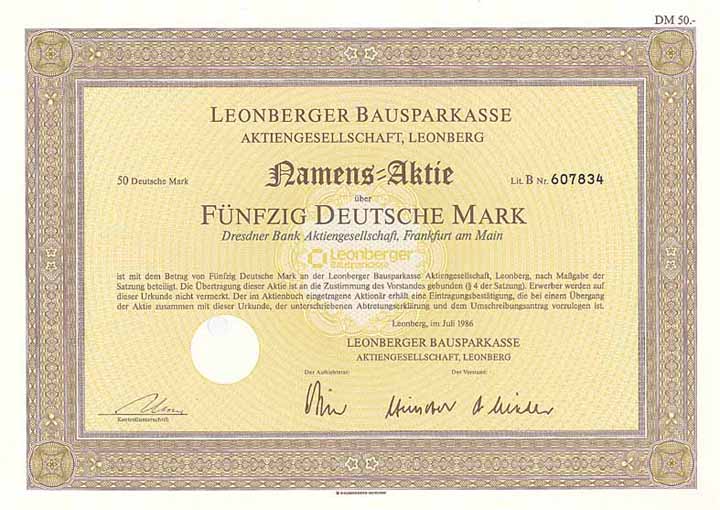 DM 50.-
LEONBERGER BAUSPARKASSE
AKTIENGESELLSCHAFT, LEONBERG
50 Deutsche Mark Namens=Aktie Lit. B Nr. 607834
über
FÜNFZIG DEUTSCHE MARK
Dresdner Bank Aktiengesellschaft, Frankfurt am Main
Leonberger
bausparkasse
ist mit dem Betrag von Fünfzig Deutsche Mark an der Leonberger Bausparkasse Aktiengesellschaft, Leonberg, nach Maßgabe der
Satzung beteiligt. Die Übertragung dieser Aktie ist an die Zustimmung des Vorstandes gebunden (§ 4 der Satzung). Erwerber werden auf
dieser Urkunde nicht vermerkt. Der im Aktienbuch eingetragene Aktionär erhält eine Eintragungsbestätigung, die bei einem Übergang
der Aktie zusammen mit dieser Urkunde, der unterschriebenen Abtretungserklärung und dem Umschreibungsantrag vorzulegen ist.
Leonberg, im Juli 1986
LEONBERGER BAUSPARKASSE
AKTIENGESELLSCHAFT, LEONBERG
Der Aufsichtsrat: Der Vorstand:
Kontrollunterschrift